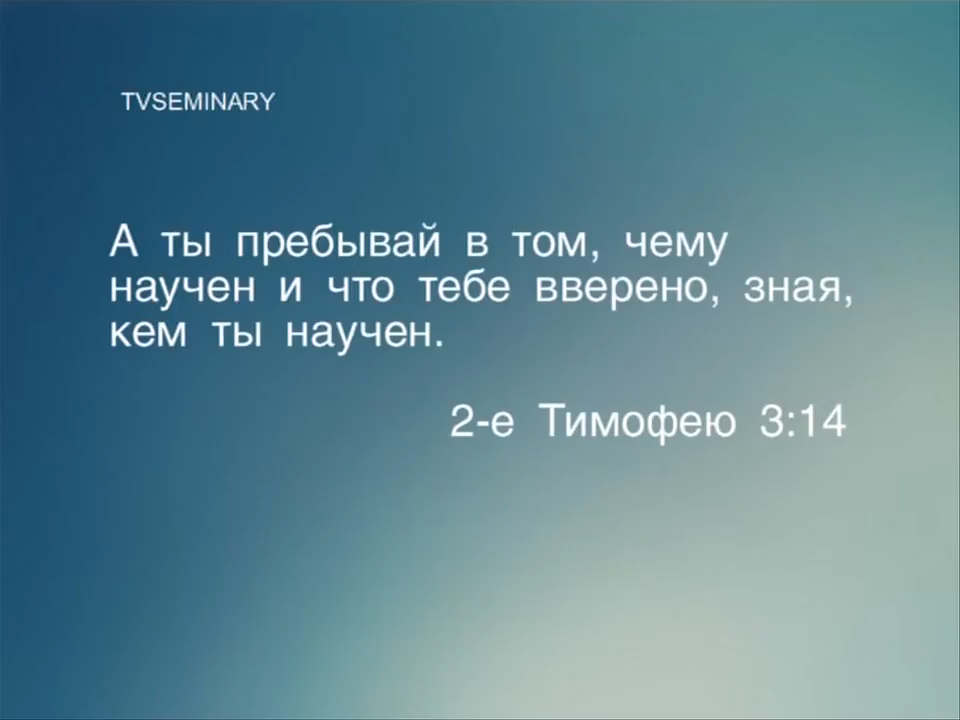 TVSEMINARY
А ты пребывай в том, чему
научен и что тебе вверено, зная,
кем ты научен.
2-е Тимофею 3:14